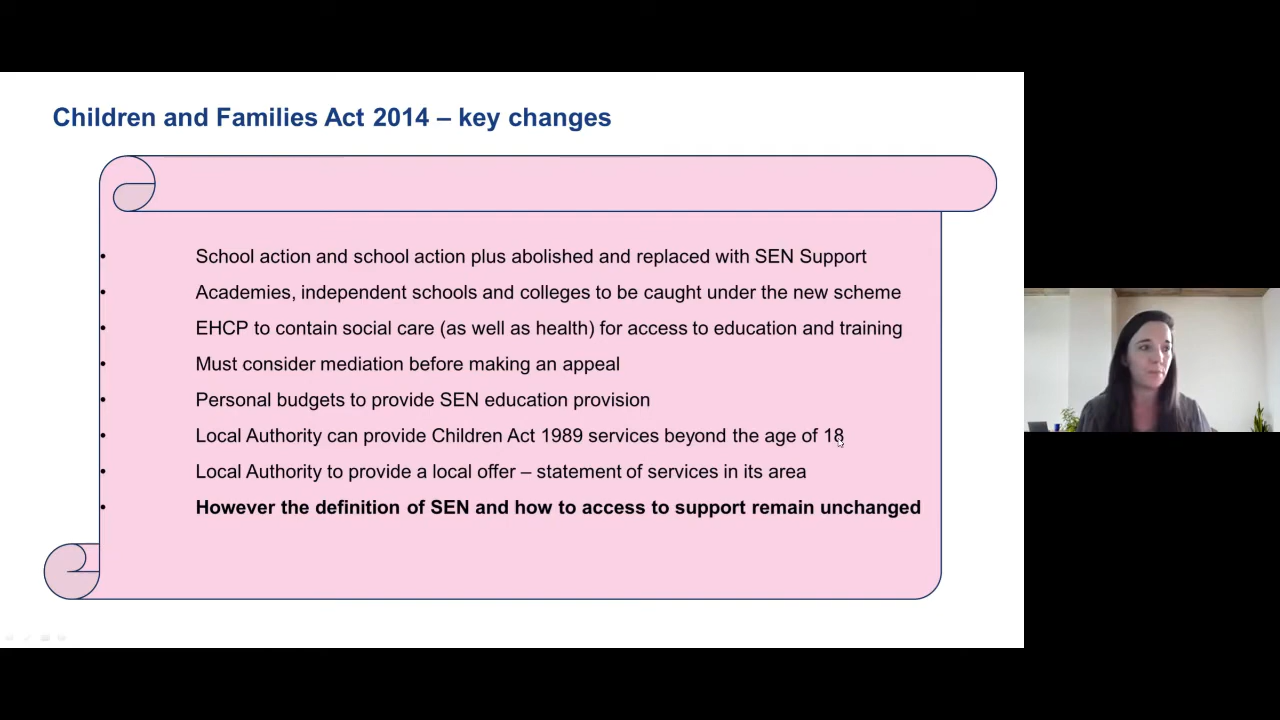 Children and Families Act 2014 – key changes
• School action and school action plus abolished and replaced with SEN Support
• Academies, independent schools and colleges to be caught under the new scheme
• EHCP to contain social care (as well as health) for access to education and training
• Must consider mediation before making an appeal
• Personal budgets to provide SEN education provision
• Local Authority can provide Children Act 1989 services beyond the age of 18
• Local Authority to provide a local offer – statement of services in its area
• However the definition of SEN and how to access to support remain unchanged